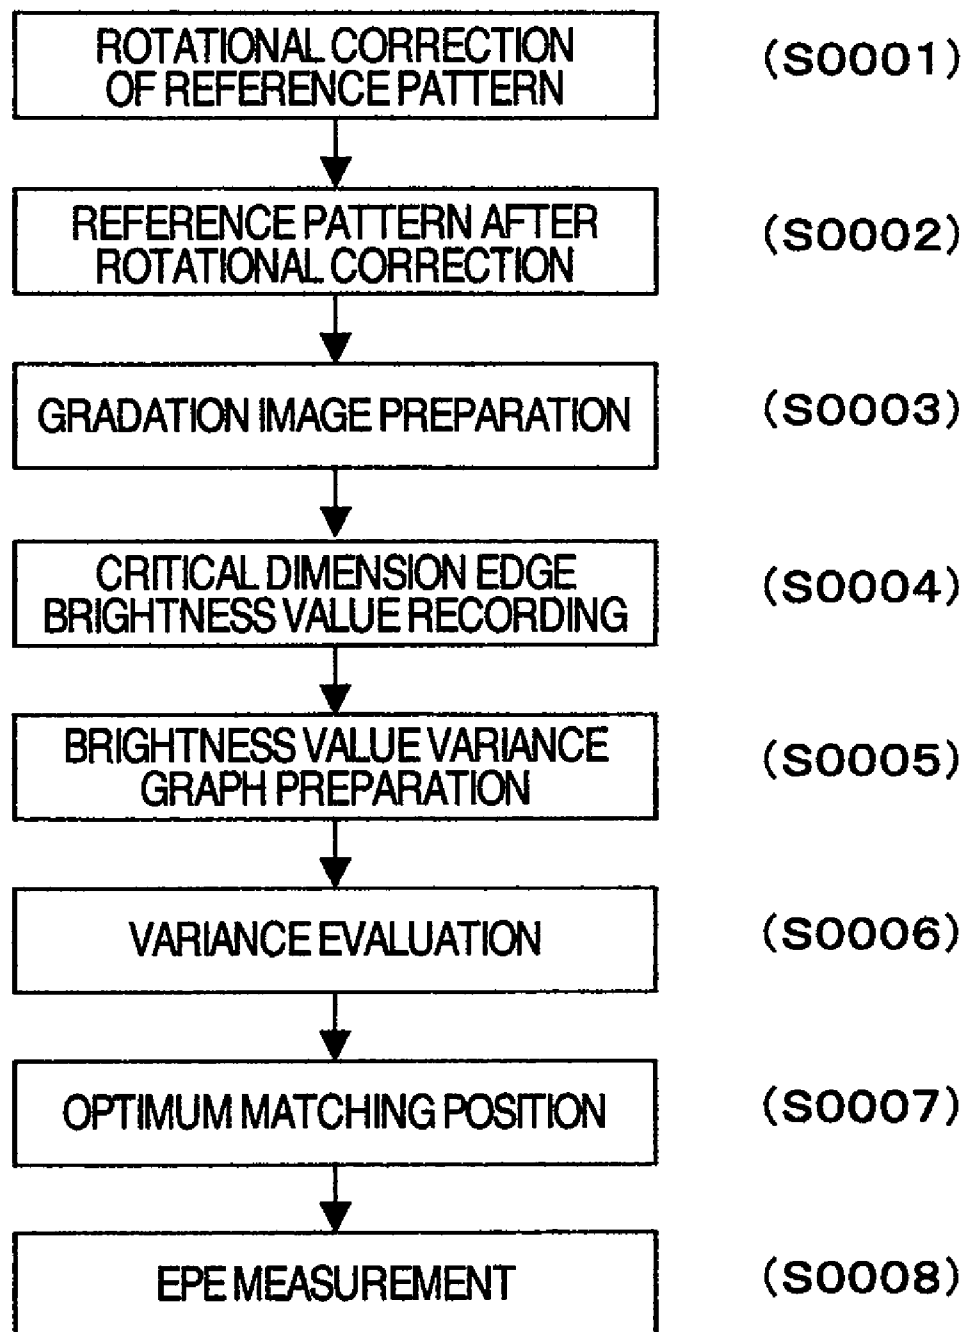 ROTATIONAL CORRECTION
OF REFERENCE PATTERN
(S0001)
REFERENCE PATTERN AFTER
ROTATIONAL CORRECTION
(S0002)
GRADATION IMAGE PREPARATION
(S0003)
CRITICAL DIMENSION EDGE
BRIGHTNESS VALUE RECORDING
(S0004)
BRIGHTNESS VALUE VARIANCE
GRAPH PREPARATION
(S0005)
VARIANCE EVALUATION
(S0006)
OPTIMUM MATCHING POSITION
(S0007)
EPE MEASUREMENT
(S0008)